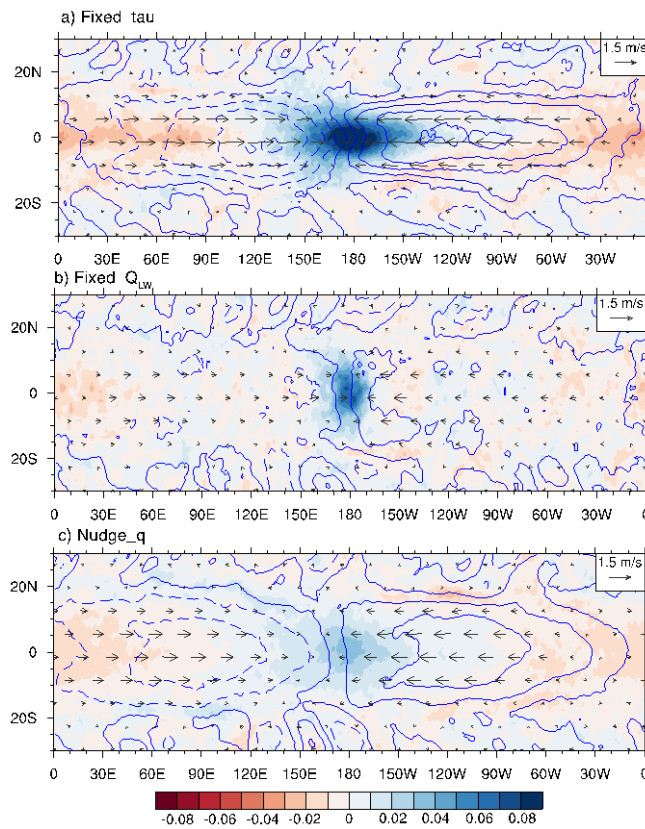 a) Fixed tau
1.5 m/s
20N
0
20S
0 30E 60E 90E 120E 150E 180 150W 120W 90W 60W 30W
b) Fixed Q_LW
1.5 m/s
20N
0
20S
0 30E 60E 90E 120E 150E 180 150W 120W 90W 60W 30W 0
c) Nudge_q
1.5 m/s
20N
0
20S
0 30E 60E 90E 120E 150E 180 150W 120W 90W 60W 30W 0
-0.08 -0.06 -0.04 -0.02 0 0.02 0.04 0.06 0.08